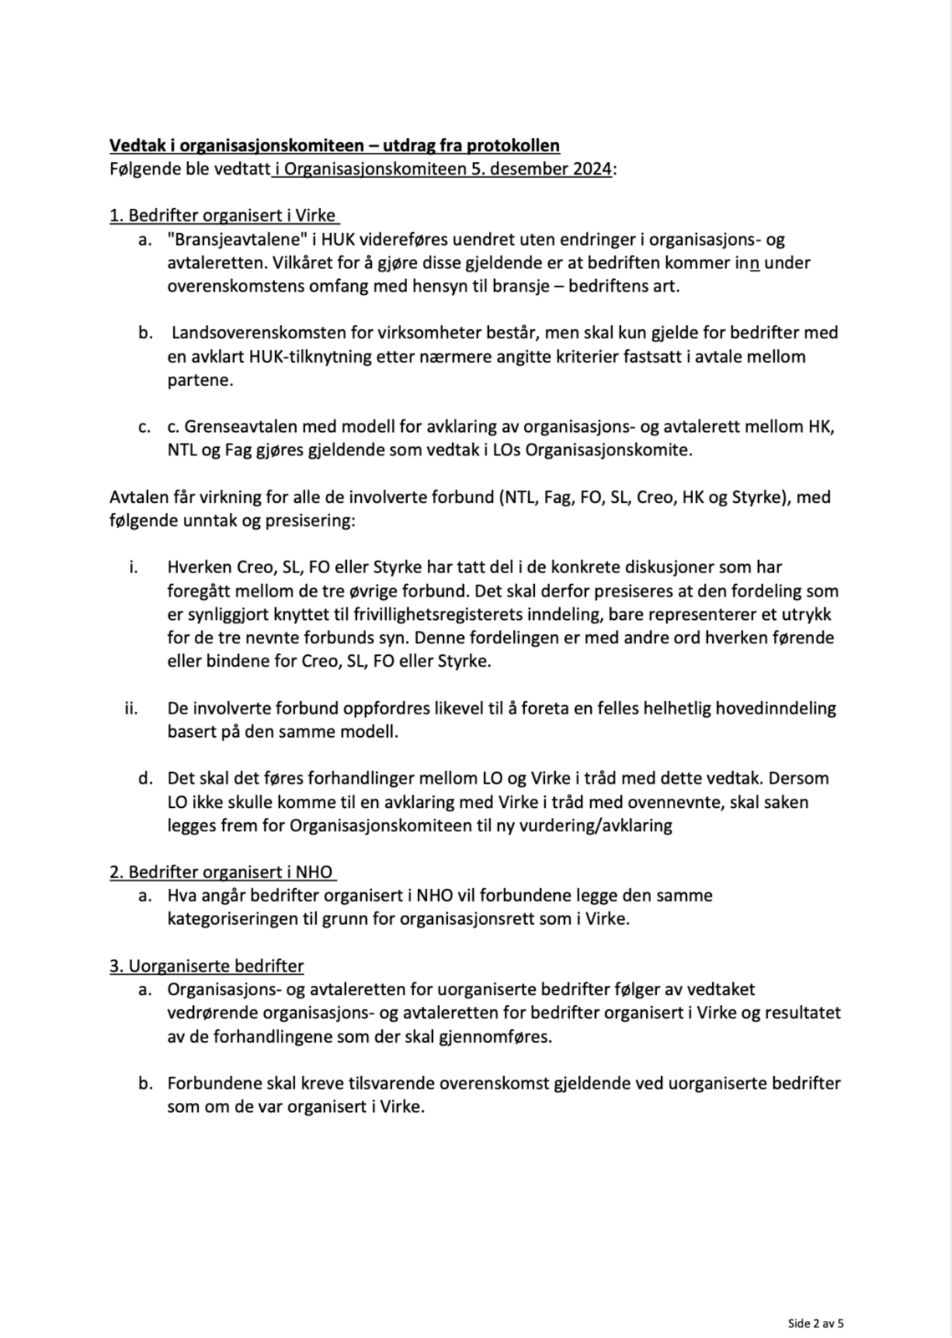 Vedtak i organisasjonskomiteen – utdrag fra protokollen
Følgende ble vedtatt i Organisasjonskomiteen 5. desember 2024:
1. Bedrifter organisert i Virke
a. "Bransjeavtalene" i HUK videreføres uendret uten endringer i organisasjons- og
avtaleretten. Vilkåret for å gjøre disse gjeldende er at bedriften kommer inn under
overenskomstens omfang med hensyn til bransje – bedriftens art.
b. Landsoverenskomsten for virksomheter består, men skal kun gjelde for bedrifter med
en avklart HUK-tilknytning etter nærmere angitte kriterier fastsatt i avtale mellom
partene.
c. c. Grenseavtalen med modell for avklaring av organisasjons- og avtalerett mellom HK,
NTL og Fag gjøres gjeldende som vedtak i LOs Organisasjonskomite.
Avtalen får virkning for alle de involverte forbund (NTL, Fag, FO, SL, Creo, HK og Styrke), med
følgende unntak og presisering:
i. Hverken Creo, SL, FO eller Styrke har tatt del i de konkrete diskusjoner som har
foregått mellom de tre øvrige forbund. Det skal derfor presiseres at den fordeling som
er synliggjort knyttet til frivillighetsregisterets inndeling, bare representerer et utrykk
for de tre nevnte forbunds syn. Denne fordelingen er med andre ord hverken førende
eller bindene for Creo, SL, FO eller Styrke.
ii. De involverte forbund oppfordres likevel til å foreta en felles helhetlig hovedinndeling
basert på den samme modell.
d. Det skal det føres forhandlinger mellom LO og Virke i tråd med dette vedtak. Dersom
LO ikke skulle komme til en avklaring med Virke i tråd med ovennevnte, skal saken
legges frem for Organisasjonskomiteen til ny vurdering/avklaring
2. Bedrifter organisert i NHO
a. Hva angår bedrifter organisert i NHO vil forbundene legge den samme
kategoriseringen til grunn for organisasjonsrett som i Virke.
3. Uorganiserte bedrifter
a. Organisasjons- og avtaleretten for uorganiserte bedrifter følger av vedtaket
vedrørende organisasjons- og avtaleretten for bedrifter organisert i Virke og resultatet
av de forhandlingene som der skal gjennomføres.
b. Forbundene skal kreve tilsvarende overenskomst gjeldende ved uorganiserte bedrifter
som om de var organisert i Virke.
Side 2 av 5